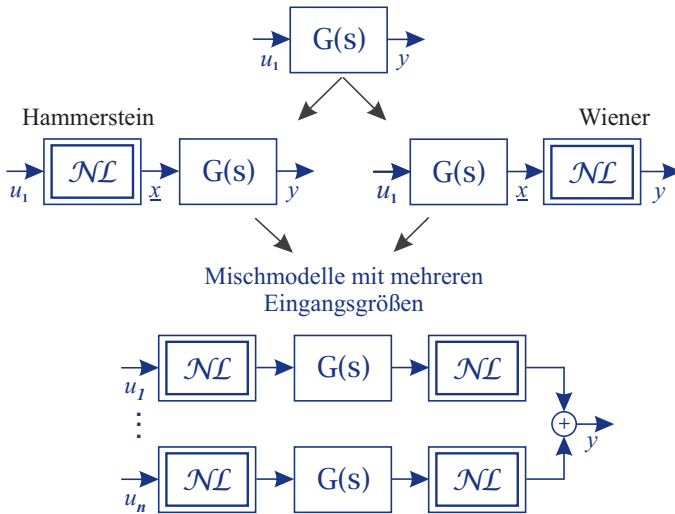 G(s)
u₁ y
Hammerstein Wiener
NL G(s) G(s) NL
u₁ x y u₁ x y
Mischmodelle mit mehreren
Eingangsgrößen
NL G(s) NL
u₁
⋮ + y
NL G(s) NL
uₙ